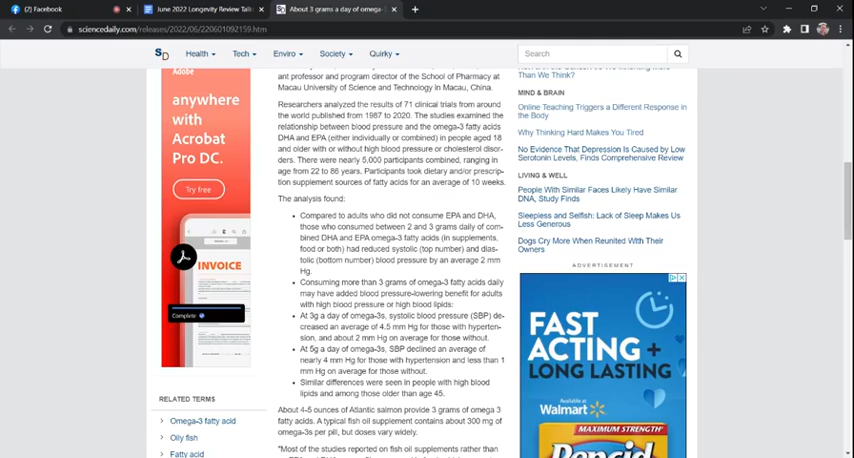 Facebook
June 2022 Longevity Review Talk
About 3 grams a day of omega-
sciencedaily.com/releases/2022/06/220601092159.htm
SD
Health
Tech
Enviro
Society
Quirky
Search
Adobe
anywhere
with
Acrobat
Pro DC.
Try free
INVOICE
Complete
RELATED TERMS
Omega-3 fatty acid
Oily fish
Fatty acid
ant professor and program director of the School of Pharmacy at
Macau University of Science and Technology in Macau, China.
Researchers analyzed the results of 71 clinical trials from around
the world published from 1987 to 2020. The studies examined the
relationship between blood pressure and the omega-3 fatty acids
DHA and EPA (either individually or combined) in people aged 18
and older with or without high blood pressure or cholesterol disor-
ders. There were nearly 5,000 participants combined, ranging in
age from 22 to 86 years. Participants took dietary and/or prescrip-
tion supplement sources of fatty acids for an average of 10 weeks.
The analysis found:
• Compared to adults who did not consume EPA and DHA,
those who consumed between 2 and 3 grams daily of com-
bined DHA and EPA omega-3 fatty acids (in supplements,
food or both) had reduced systolic (top number) and dias-
tolic (bottom number) blood pressure by an average 2 mm
Hg.
• Consuming more than 3 grams of omega-3 fatty acids daily
may have added blood pressure-lowering benefit for adults
with high blood pressure or high blood lipids:
• At 3g a day of omega-3s, systolic blood pressure (SBP) de-
creased an average of 4.5 mm Hg for those with hyperten-
sion, and about 2 mm Hg on average for those without.
• At 5g a day of omega-3s, SBP declined an average of
nearly 4 mm Hg for those with hypertension and less than 1
mm Hg on average for those without.
• Similar differences were seen in people with high blood
lipids and among those older than age 45.
About 4-5 ounces of Atlantic salmon provide 3 grams of omega 3
fatty acids. A typical fish oil supplement contains about 300 mg of
omega-3s per pill, but doses vary widely.
"Most of the studies reported on fish oil supplements rather than
Than We Think?
MIND & BRAIN
Online Teaching Triggers a Different Response in
the Body
Why Thinking Hard Makes You Tired
No Evidence That Depression Is Caused by Low
Serotonin Levels, Finds Comprehensive Review
LIVING & WELL
People With Similar Faces Likely Have Similar
DNA, Study Finds
Sleepless and Selfish: Lack of Sleep Makes Us
Less Generous
Dogs Cry More When Reunited With Their
Owners
ADVERTISEMENT
FAST
ACTING +
LONG LASTING
Available at
Walmart
MAXIMUM STRENGTH
Pepcid